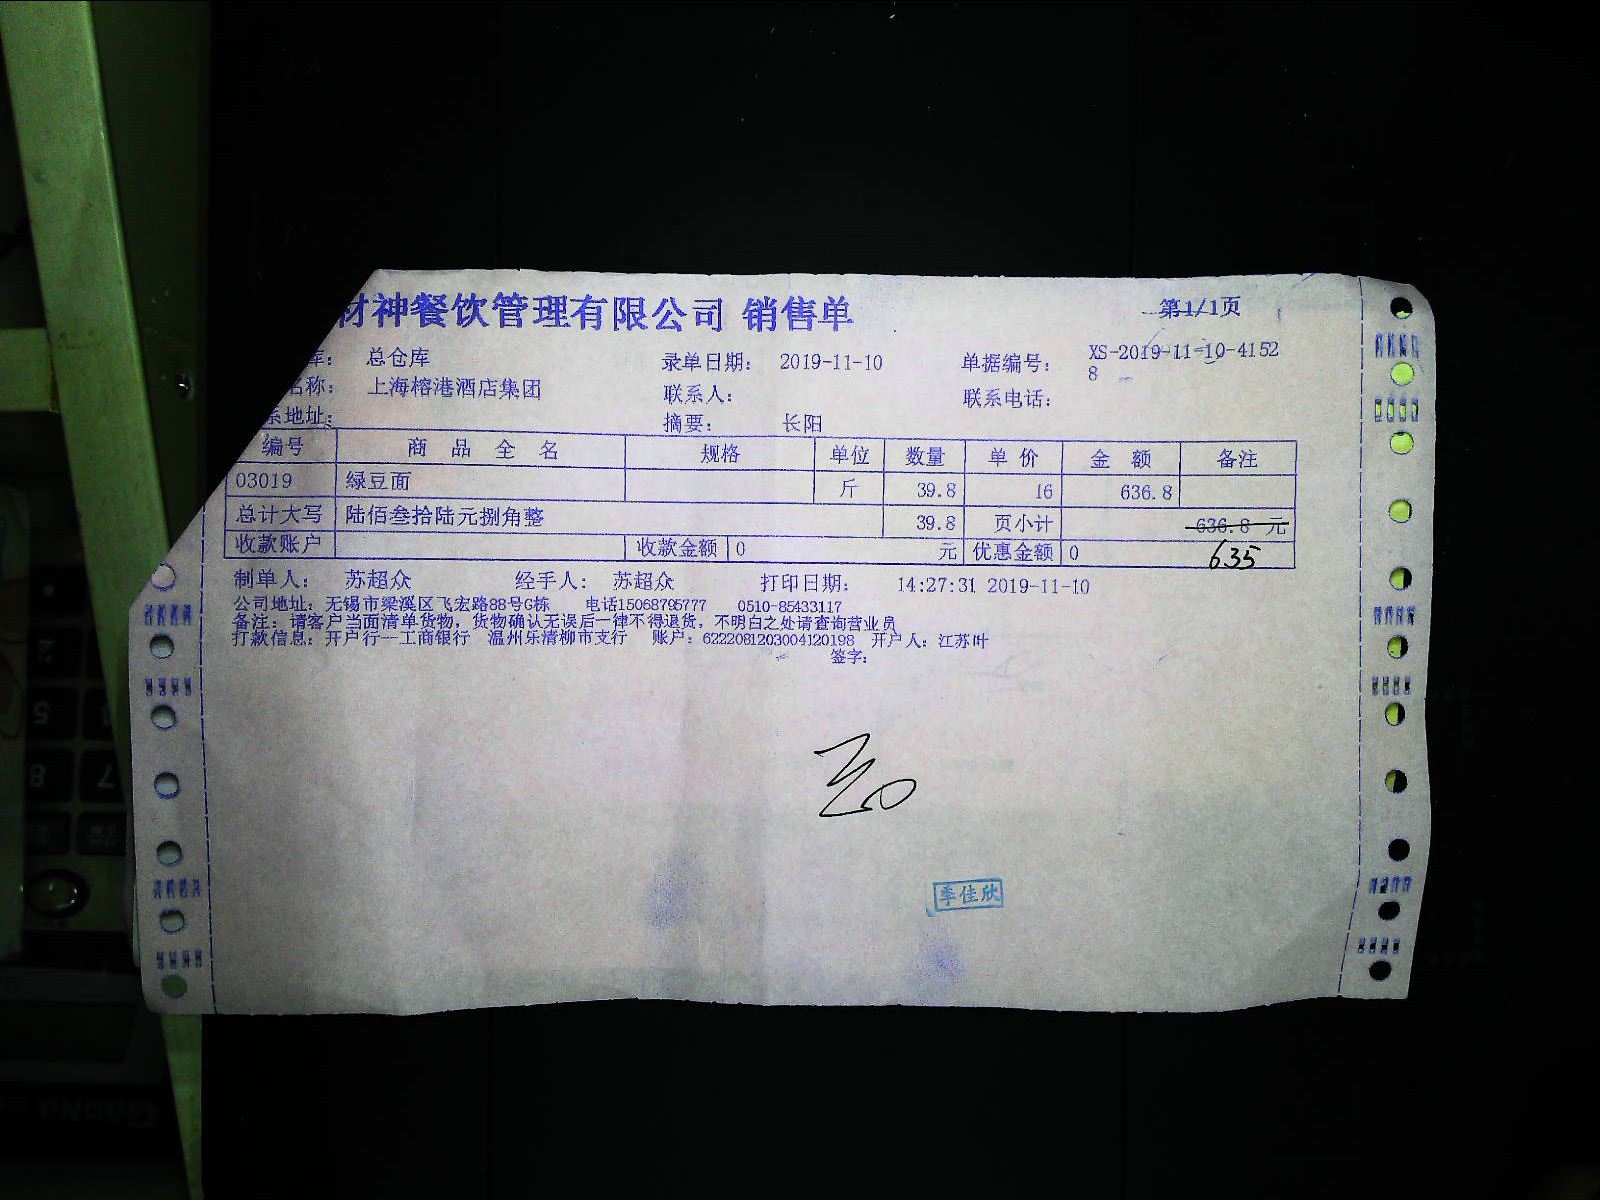 财神餐饮管理有限公司 销售单 第1/1页
库: 总仓库 录单日期: 2019-11-10 单据编号: XS-2019-11-10-4152
8
名称: 上海榕港酒店集团 联系人: 联系电话:
系地址: 摘要: 长阳
编号 商品全名 规格 单位 数量 单价 金额 备注
03019 绿豆面 斤 39.8 16 636.8
总计大写 陆佰叁拾陆元捌角整 39.8 页小计 636.8 元
收款账户 收款金额 0 元 优惠金额 0 635
制单人: 苏超众 经手人: 苏超众 打印日期: 14:27:31 2019-11-10
公司地址: 无锡市梁溪区飞宏路88号G栋 电话15068795777 0510-85433117
备注: 请客户当面清单货物, 货物确认无误后一律不得退货, 不明白之处请查询营业员
打款信息: 开户行—工商银行 温州乐清柳市支行 账户: 6222081203004120198 开户人: 江苏叶
签字:
季佳欣